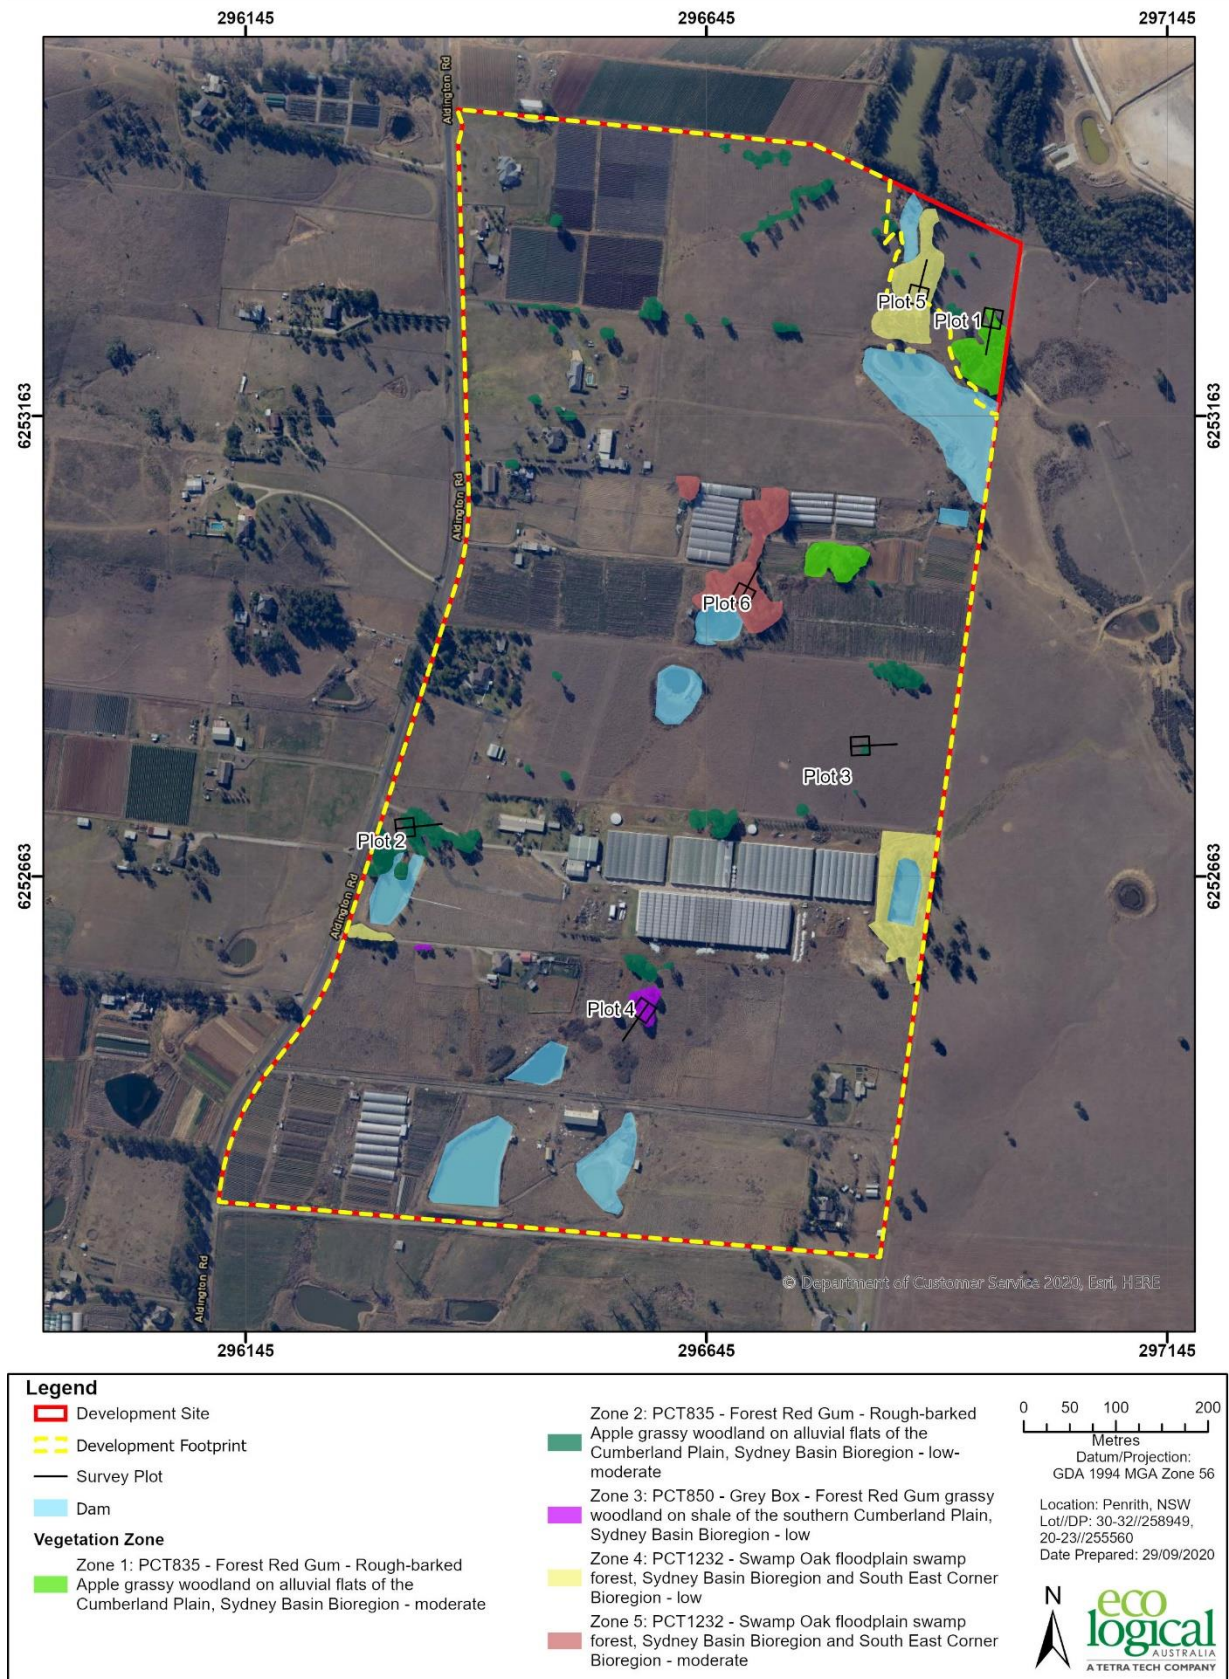 296145
296645
297145
Aldington Rd
Plot 5
Plot 1
6253163
6253163
Aldington Rd
Plot 6
Plot 3
Plot 2
6252663
6252663
Aldington Rd
Plot 4
Aldington Rd
© Department of Customer Service 2020, Esri, HERE
296145
296645
297145
Legend
Development Site
Development Footprint
Survey Plot
Dam
Vegetation Zone
Zone 1: PCT835 - Forest Red Gum - Rough-barked
Apple grassy woodland on alluvial flats of the
Cumberland Plain, Sydney Basin Bioregion - moderate
Zone 2: PCT835 - Forest Red Gum - Rough-barked
Apple grassy woodland on alluvial flats of the
Cumberland Plain, Sydney Basin Bioregion - low-
moderate
Zone 3: PCT850 - Grey Box - Forest Red Gum grassy
woodland on shale of the southern Cumberland Plain,
Sydney Basin Bioregion - low
Zone 4: PCT1232 - Swamp Oak floodplain swamp
forest, Sydney Basin Bioregion and South East Corner
Bioregion - low
Zone 5: PCT1232 - Swamp Oak floodplain swamp
forest, Sydney Basin Bioregion and South East Corner
Bioregion - moderate
0 50 100 200
Metres
Datum/Projection:
GDA 1994 MGA Zone 56
Location: Penrith, NSW
Lot//DP: 30-32//258949,
20-23//255560
Date Prepared: 29/09/2020
N
eco
logical
AUSTRALIA
A TETRA TECH COMPANY